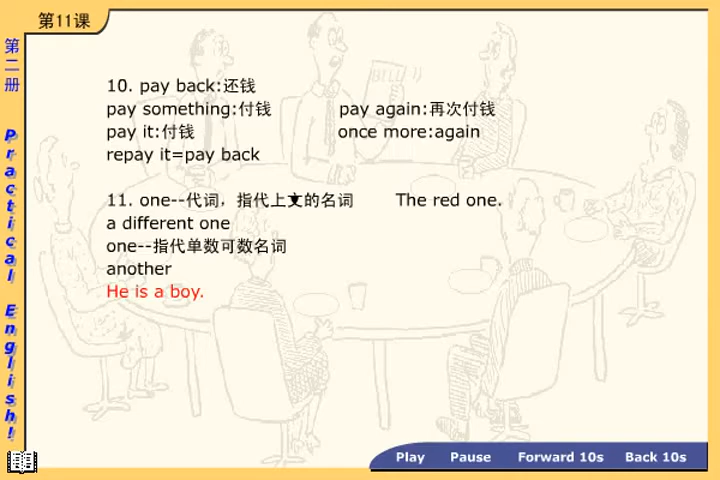 第11课
第二册
Practical English!
BILL
10. pay back:还钱
pay something:付钱 pay again:再次付钱
pay it:付钱 once more:again
repay it=pay back
11. one--代词，指代上文的名词 The red one.
a different one
one--指代单数可数名词
another
He is a boy.
Play Pause Forward 10s Back 10s